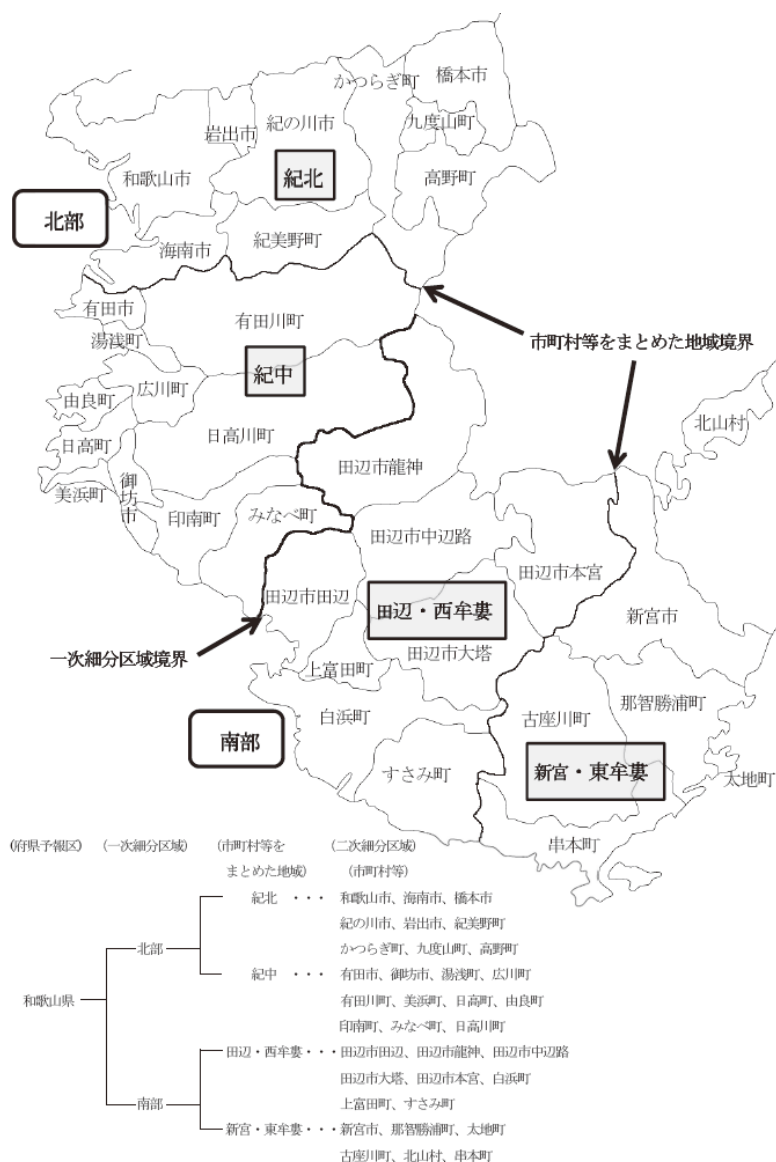 かつらぎ町
橋本市
紀の川市
岩出市
九度山町
和歌山市
紀北
高野町
北部
海南市
紀美野町
有田市
有田川町
湯浅町
市町村等をまとめた地域境界
紀中
広川町
由良町
北山村
日高川町
日高町
田辺市龍神
美浜町
御坊市
印南町
みなべ町
田辺市中辺路
田辺市本宮
田辺市田辺
田辺・西牟婁
新宮市
一次細分区域境界
上富田町
田辺市大塔
那智勝浦町
白浜町
古座川町
南部
すさみ町
新宮・東牟婁
太地町
串本町
(府県予報区) (一次細分区域) (市町村等を (二次細分区域)
まとめた地域) (市町村等)
紀北 ・・・ 和歌山市、海南市、橋本市
紀の川市、岩出市、紀美野町
北部 かつらぎ町、九度山町、高野町
紀中 ・・・ 有田市、御坊市、湯浅町、広川町
和歌山県 有田川町、美浜町、日高町、由良町
印南町、みなべ町、日高川町
田辺・西牟婁・・・田辺市田辺、田辺市龍神、田辺市中辺路
田辺市大塔、田辺市本宮、白浜町
南部 上富田町、すさみ町
新宮・東牟婁・・・新宮市、那智勝浦町、太地町
古座川町、北山村、串本町